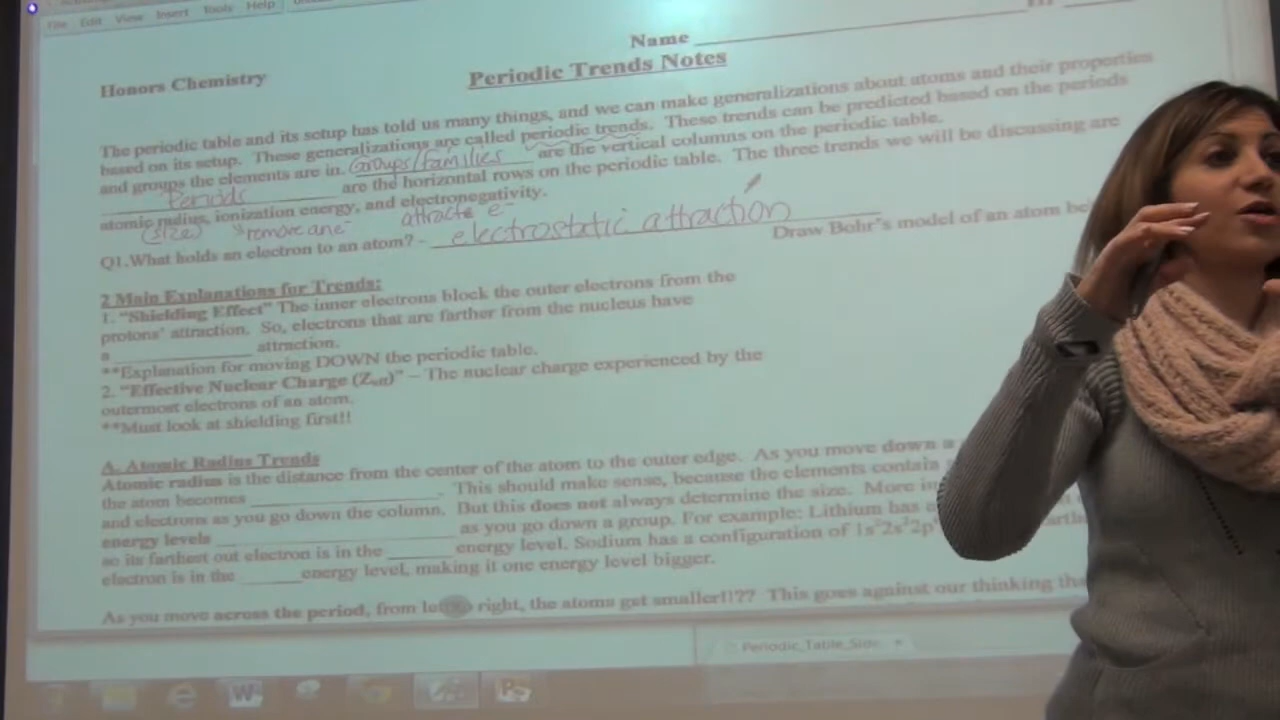 File Edit View Insert Tools Help
Name
Honors Chemistry
Periodic Trends Notes
The periodic table and its setup has told us many things, and we can make generalizations about atoms and their properties
based on its setup. These generalizations are called periodic trends. These trends can be predicted based on the periods
and groups the elements are in. Groups/families are the vertical columns on the periodic table.
Periods are the horizontal rows on the periodic table. The three trends we will be discussing are
atomic radius, ionization energy, and electronegativity.
(size) remove an e- attract e-
Q1. What holds an electron to an atom? – electrostatic attraction
Draw Bohr's model of an atom
2 Main Explanations for Trends:
1. "Shielding Effect" The inner electrons block the outer electrons from the
protons' attraction. So, electrons that are farther from the nucleus have
a attraction.
**Explanation for moving DOWN the periodic table.
2. "Effective Nuclear Charge (Zeff)" – The nuclear charge experienced by the
outermost electrons of an atom.
**Must look at shielding first!!
A. Atomic Radius Trends
Atomic radius is the distance from the center of the atom to the outer edge. As you move down a
the atom becomes . This should make sense, because the elements contain
and electrons as you go down the column. But this does not always determine the size. More
energy levels as you go down a group. For example: Lithium has
so its farthest out electron is in the energy level. Sodium has a configuration of 1s²2s²2p
electron is in the energy level, making it one energy level bigger.
As you move across the period, from left to right, the atoms get smaller!!?? This goes against our thinking
Periodic_Table_Side